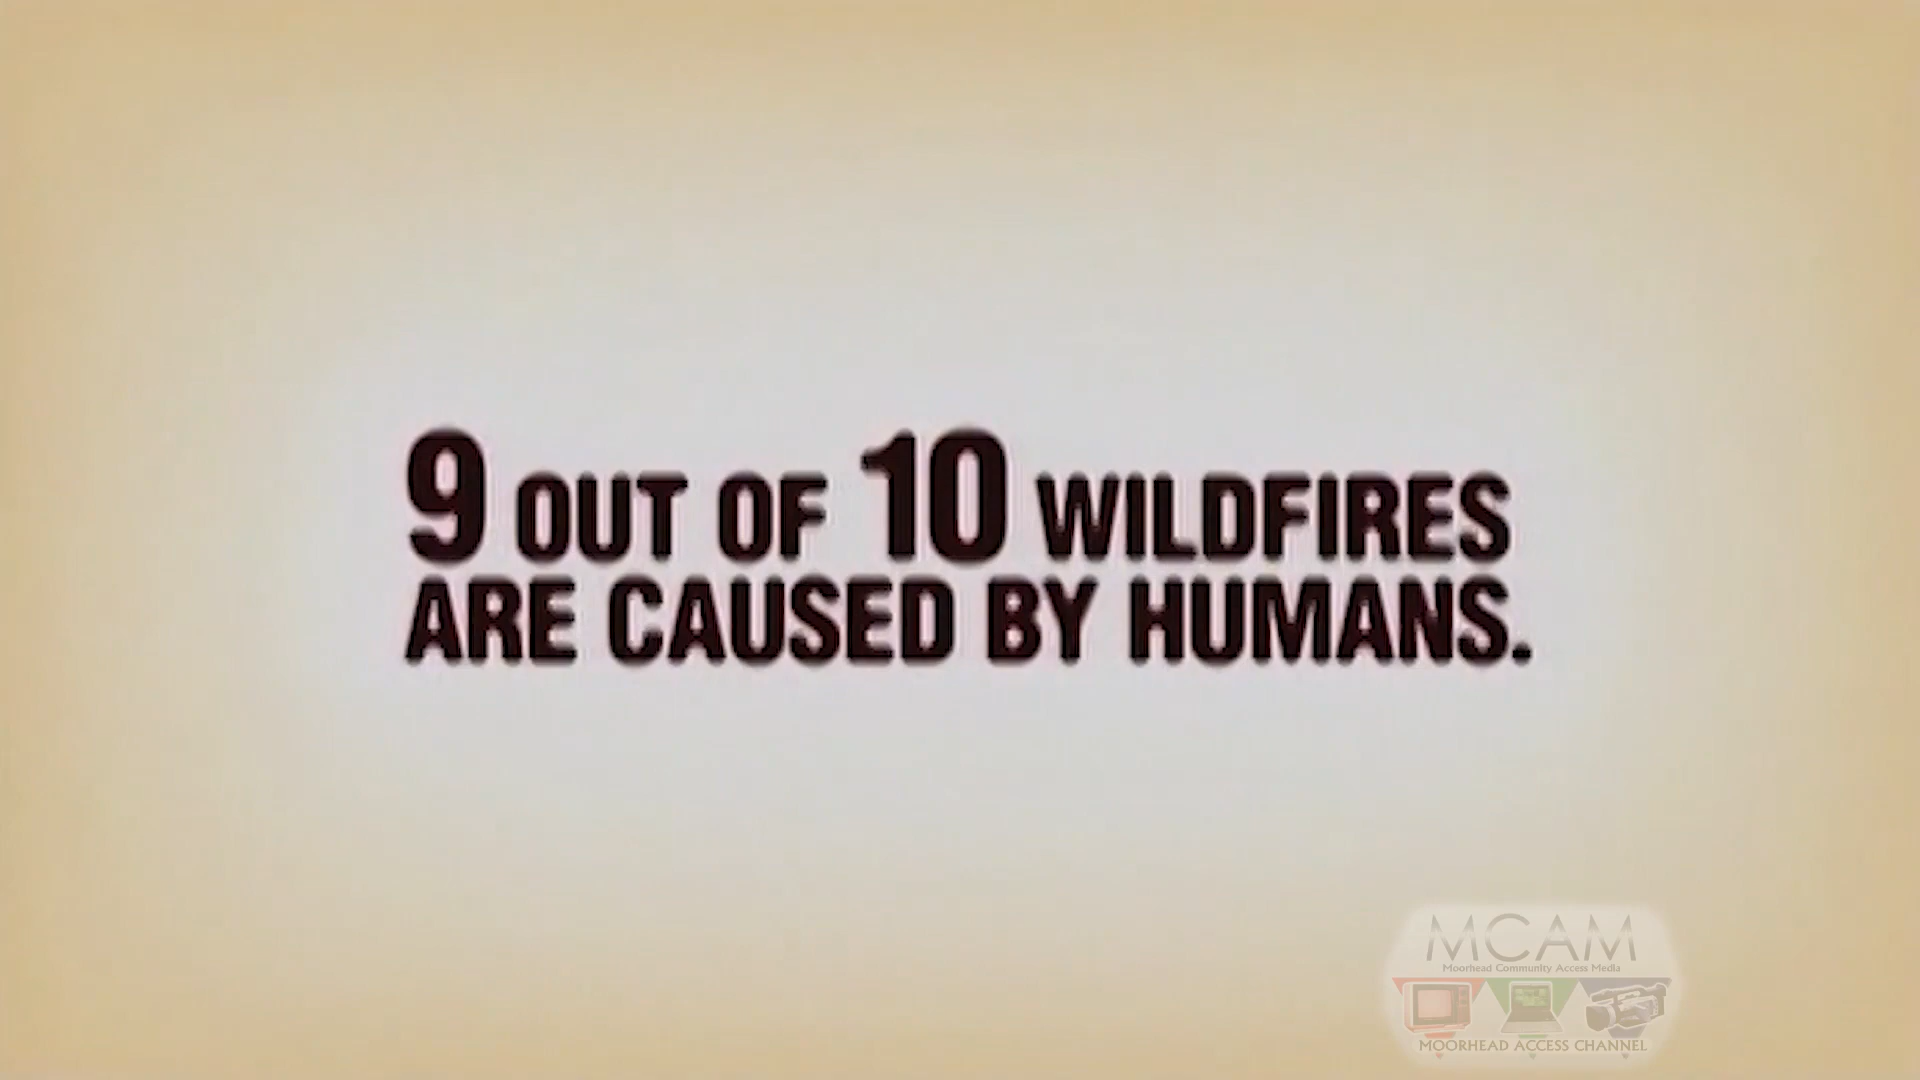 9 OUT OF 10 WILDFIRES
ARE CAUSED BY HUMANS.
MCAM
Moorhead Community Access Media
MOORHEAD ACCESS CHANNEL